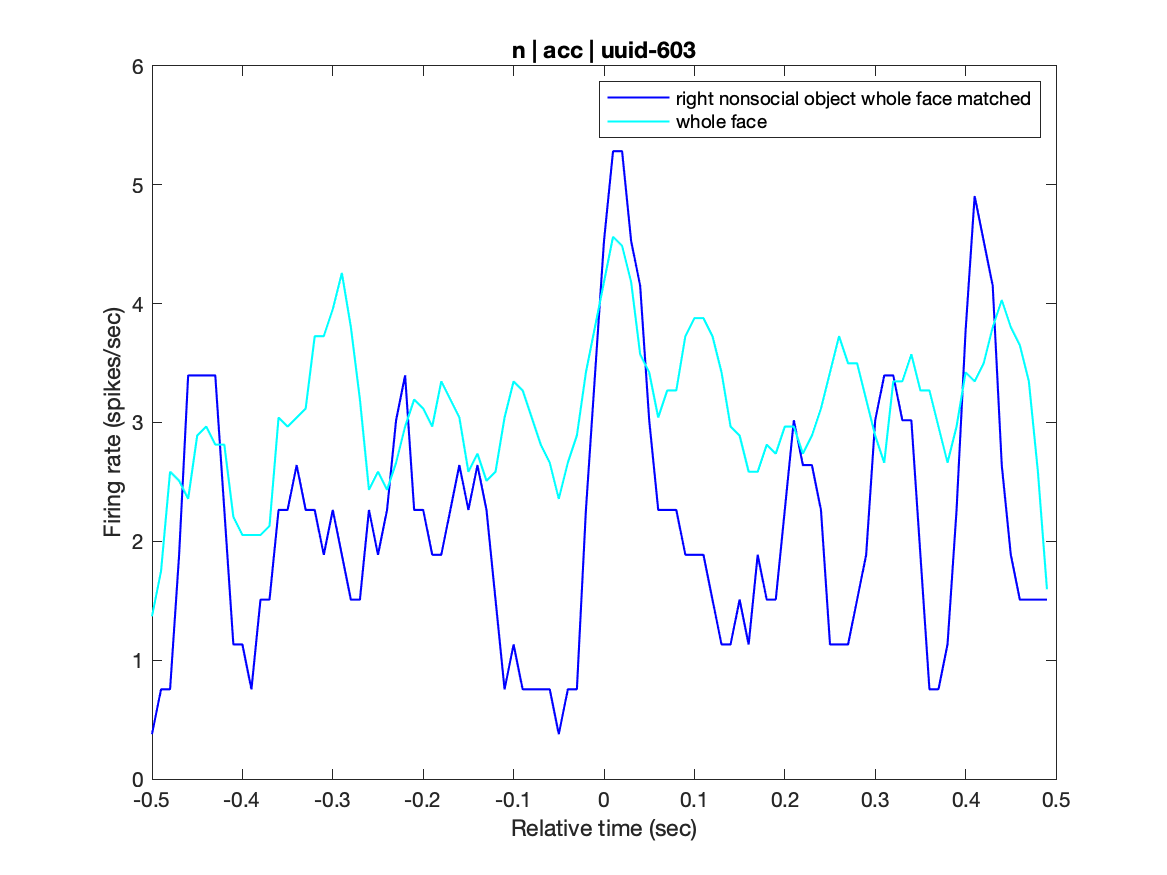 n | acc | uuid-603
right nonsocial object whole face matched
whole face
Firing rate (spikes/sec)
6
5
4
3
2
1
0
-0.5 -0.4 -0.3 -0.2 -0.1 0 0.1 0.2 0.3 0.4 0.5
Relative time (sec)